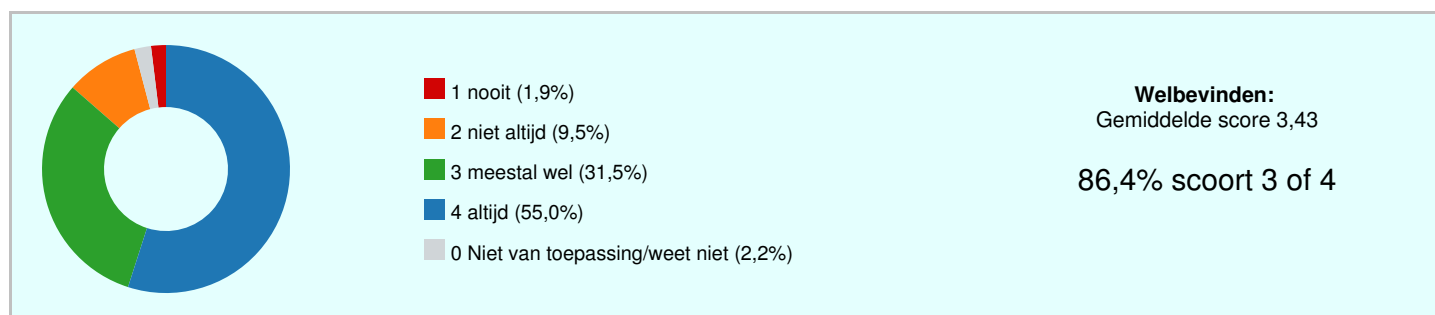 1 nooit (1,9%)
2 niet altijd (9,5%)
3 meestal wel (31,5%)
4 altijd (55,0%)
0 Niet van toepassing/weet niet (2,2%)
Welbevinden:
Gemiddelde score 3,43
86,4% scoort 3 of 4